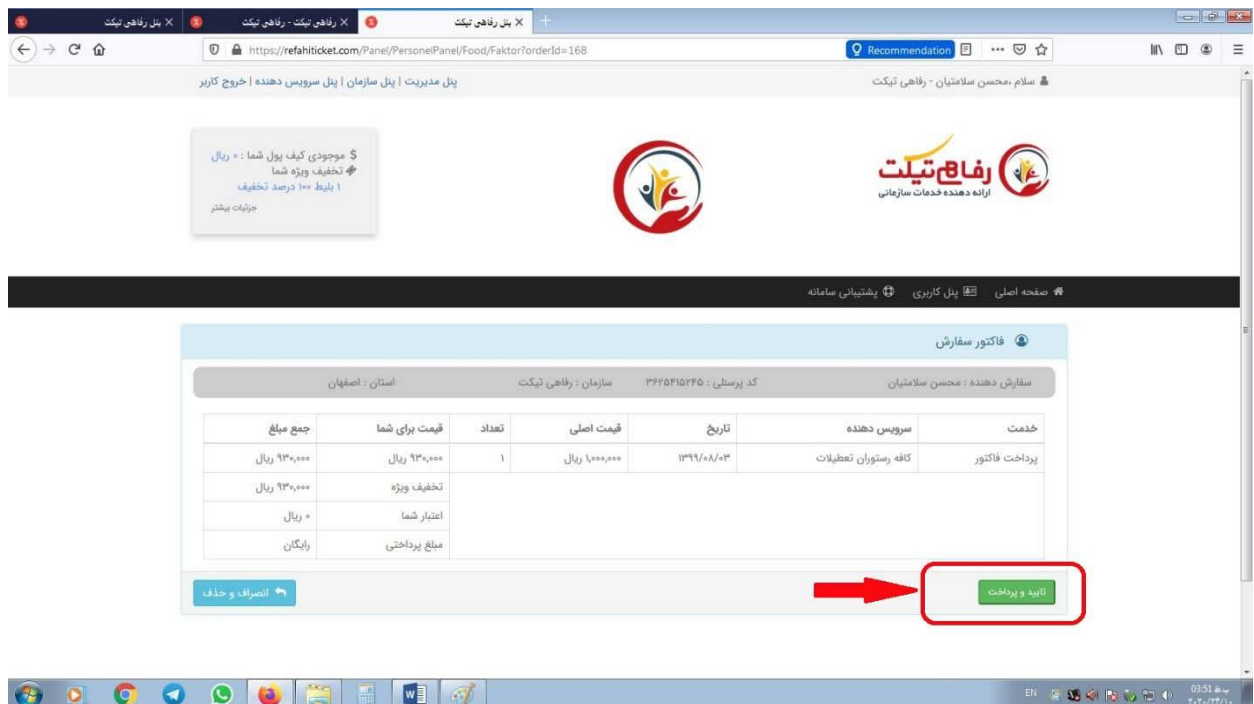 پنل رفاهی تیکت
رفاهی تیکت - رفاهی تیکت
پنل رفاهی تیکت
https://refahiticket.com/Panel/PersonelPanel/Food/Faktor?orderId=168
Recommendation
سلام ،محسن سلامتیان - رفاهی تیکت
پنل مدیریت | پنل سازمان | پنل سرویس دهنده | خروج کاربر
رفاهی تیکت
ارائه دهنده خدمات سازمانی
موجودی کیف پول شما : ۰ ریال
تخفیف ویژه شما
۱ بلیط ۱۰۰ درصد تخفیف
جزئیات بیشتر
صفحه اصلی پنل کاربری پشتیبانی سامانه
فاکتور سفارش
سفارش دهنده : محسن سلامتیان کد پرسنلی : ۳۶۲۵۴۱۵۲۴۵ سازمان : رفاهی تیکت استان : اصفهان
خدمت سرویس دهنده تاریخ قیمت اصلی تعداد قیمت برای شما جمع مبلغ
پرداخت فاکتور کافه رستوران تعطیلات ۱۳۹۹/۰۸/۰۳ ۱,۰۰۰,۰۰۰ ریال ۱ ۹۳۰,۰۰۰ ریال ۹۳۰,۰۰۰ ریال
تخفیف ویژه ۹۳۰,۰۰۰ ریال
اعتبار شما ۰ ریال
مبلغ پرداختی رایگان
تایید و پرداخت
انصراف و حذف
EN
03:51 ب.ظ